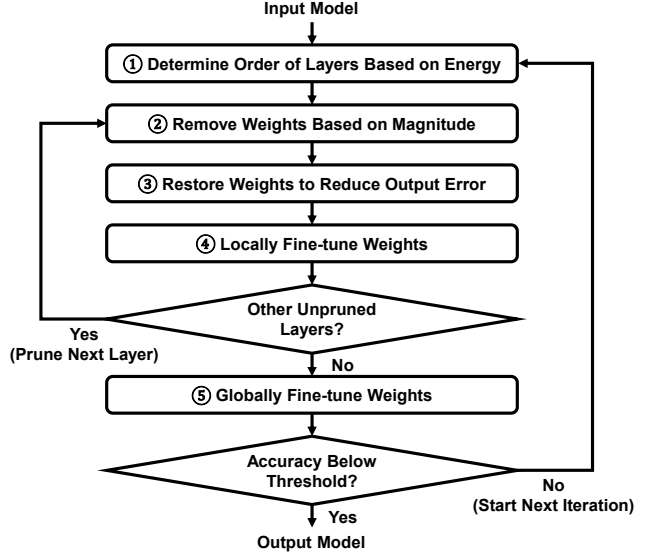 Input Model
① Determine Order of Layers Based on Energy
② Remove Weights Based on Magnitude
③ Restore Weights to Reduce Output Error
④ Locally Fine-tune Weights
Other Unpruned
Layers?
Yes
(Prune Next Layer)
No
⑤ Globally Fine-tune Weights
Accuracy Below
Threshold?
No
(Start Next Iteration)
Yes
Output Model